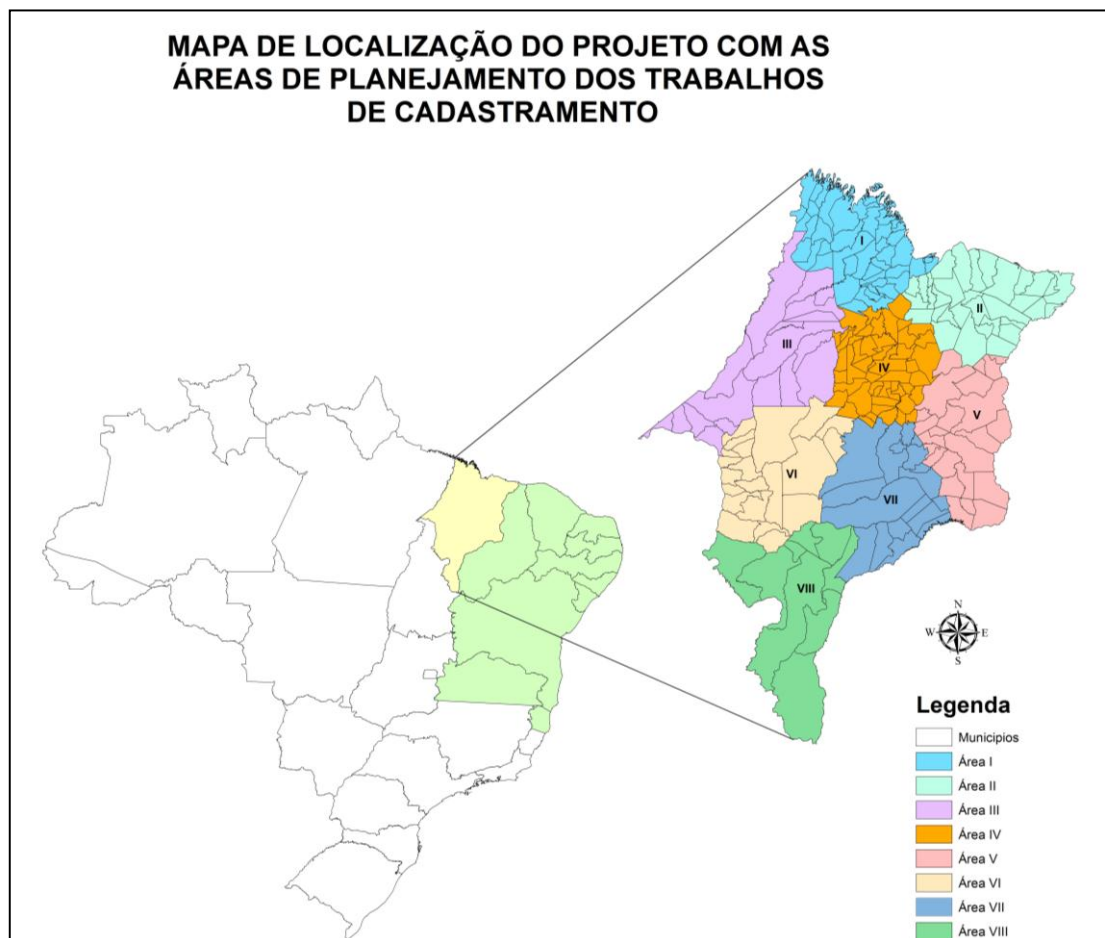 MAPA DE LOCALIZAÇÃO DO PROJETO COM AS
ÁREAS DE PLANEJAMENTO DOS TRABALHOS
DE CADASTRAMENTO
I
II
III
IV
V
VI
VII
VIII
N
W E
S
Legenda
Municipios
Área I
Área II
Área III
Área IV
Área V
Área VI
Área VII
Área VIII